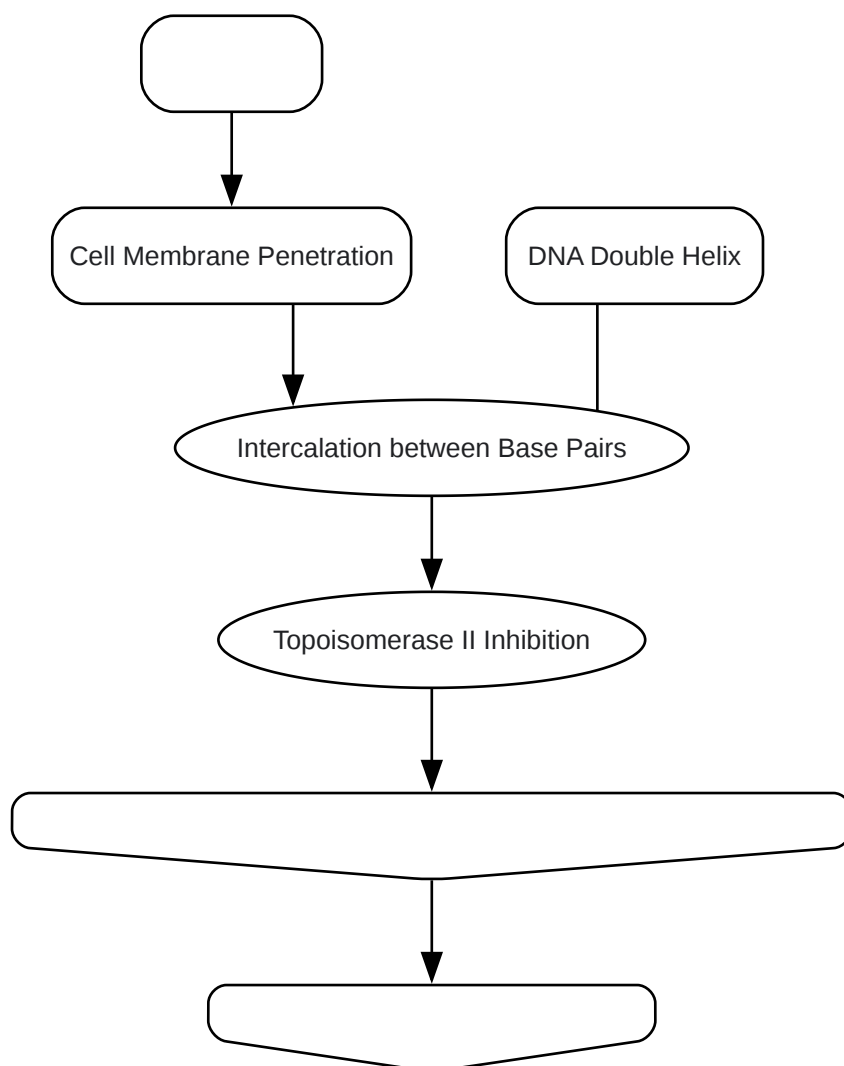 Cell Membrane Penetration
DNA Double Helix
Intercalation between Base Pairs
Topoisomerase II Inhibition